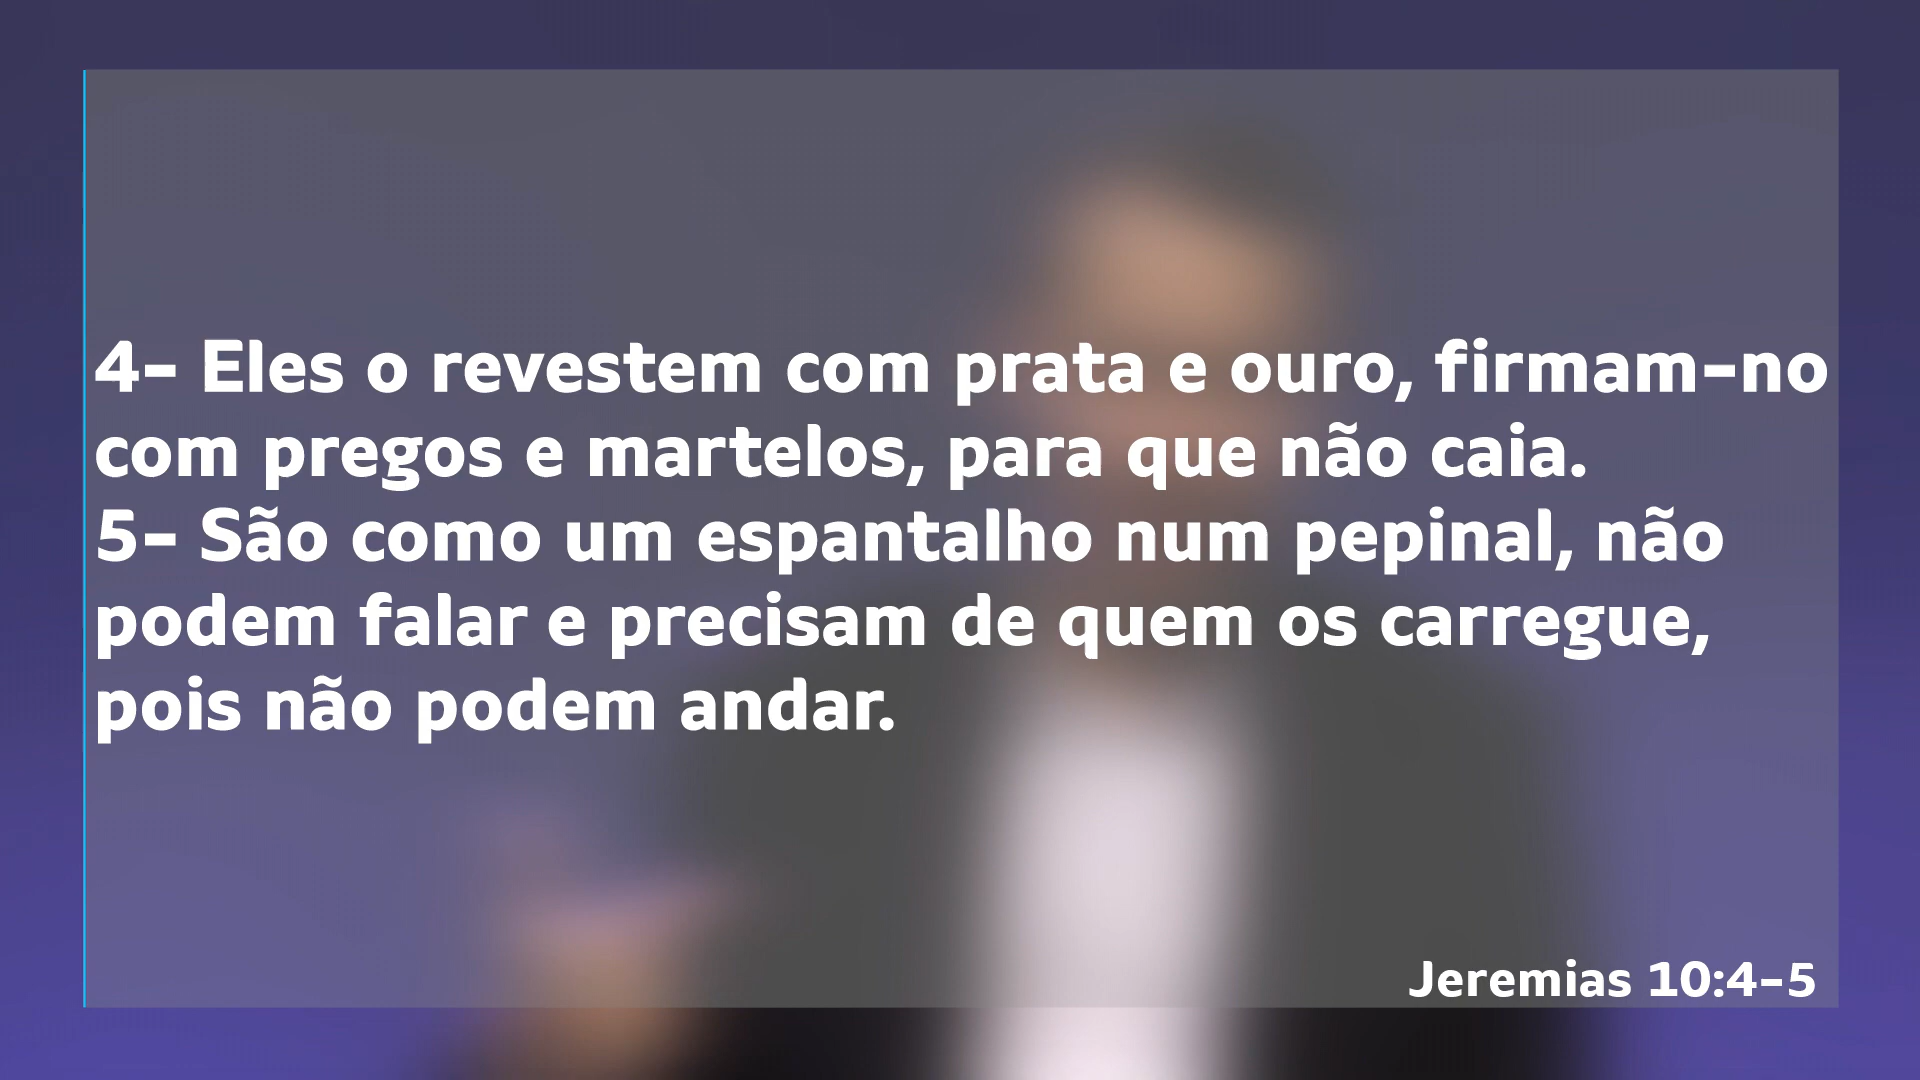 4- Eles o revestem com prata e ouro, firmam-no
com pregos e martelos, para que não caia.
5- São como um espantalho num pepinal, não
podem falar e precisam de quem os carregue,
pois não podem andar.
Jeremias 10:4-5